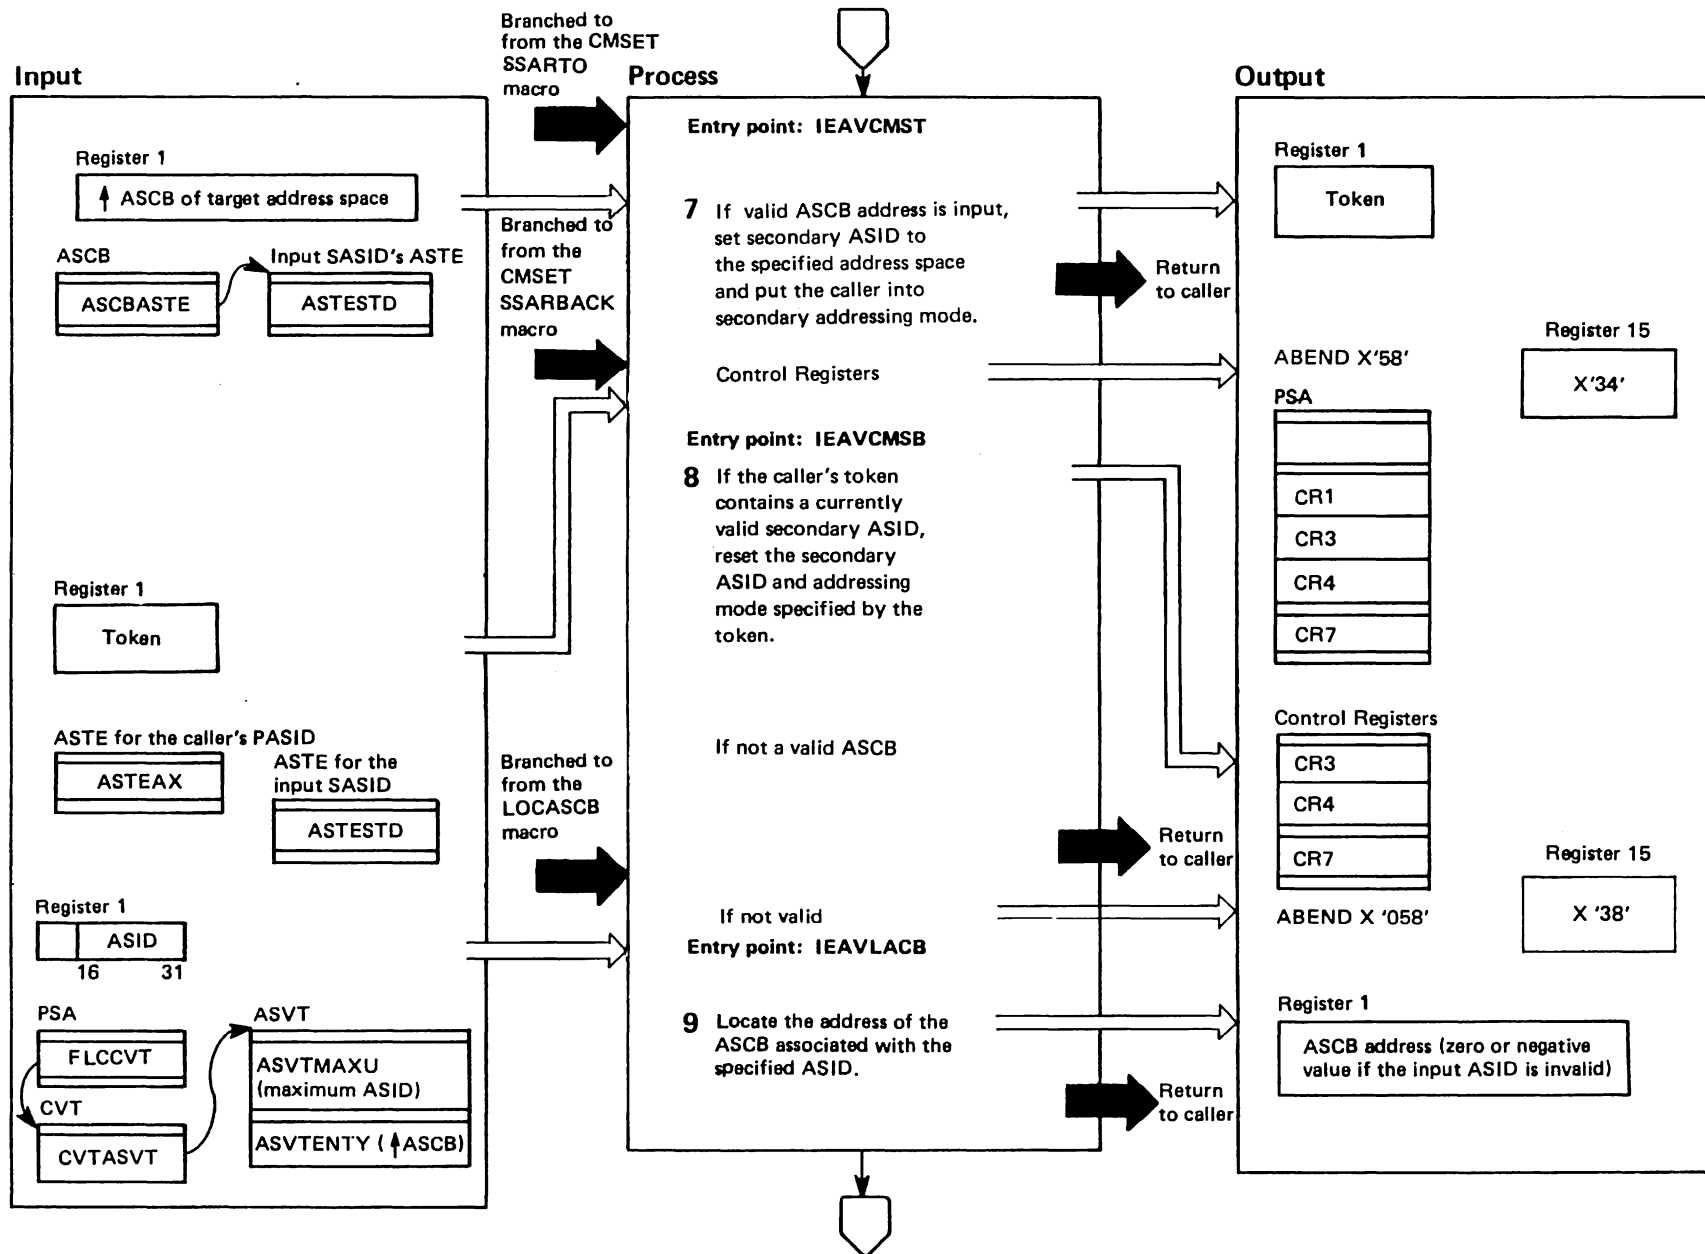 Input
Register 1
ASCB of target address space
ASCB
ASCBASTE
Input SASID's ASTE
ASTESTD
Register 1
Token
ASTE for the caller's PASID
ASTEAX
ASTE for the
input SASID
ASTESTD
Register 1
ASID
16 31
PSA
FLCCVT
CVT
CVTASVT
ASVT
ASVTMAXU
(maximum ASID)
ASVTENTY ( ASCB)
Branched to
from the CMSET
SSARTO
macro
Branched to
from the
CMSET
SSARBACK
macro
Branched to
from the
LOCASCB
macro
Process
Entry point: IEAVCMST
7 If valid ASCB address is input,
set secondary ASID to
the specified address space
and put the caller into
secondary addressing mode.
Control Registers
Entry point: IEAVCMSB
8 If the caller's token
contains a currently
valid secondary ASID,
reset the secondary
ASID and addressing
mode specified by the
token.
If not a valid ASCB
If not valid
Entry point: IEAVLACB
9 Locate the address of the
ASCB associated with the
specified ASID.
Return
to caller
Return
to caller
Return
to caller
Output
Register 1
Token
ABEND X'58'
Register 15
X'34'
PSA
CR1
CR3
CR4
CR7
Control Registers
CR3
CR4
CR7
ABEND X '058'
Register 15
X '38'
Register 1
ASCB address (zero or negative
value if the input ASID is invalid)